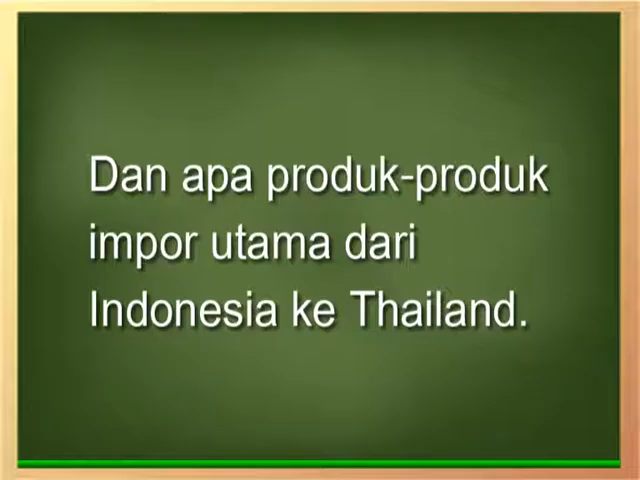 Dan apa produk-produk
impor utama dari
Indonesia ke Thailand.